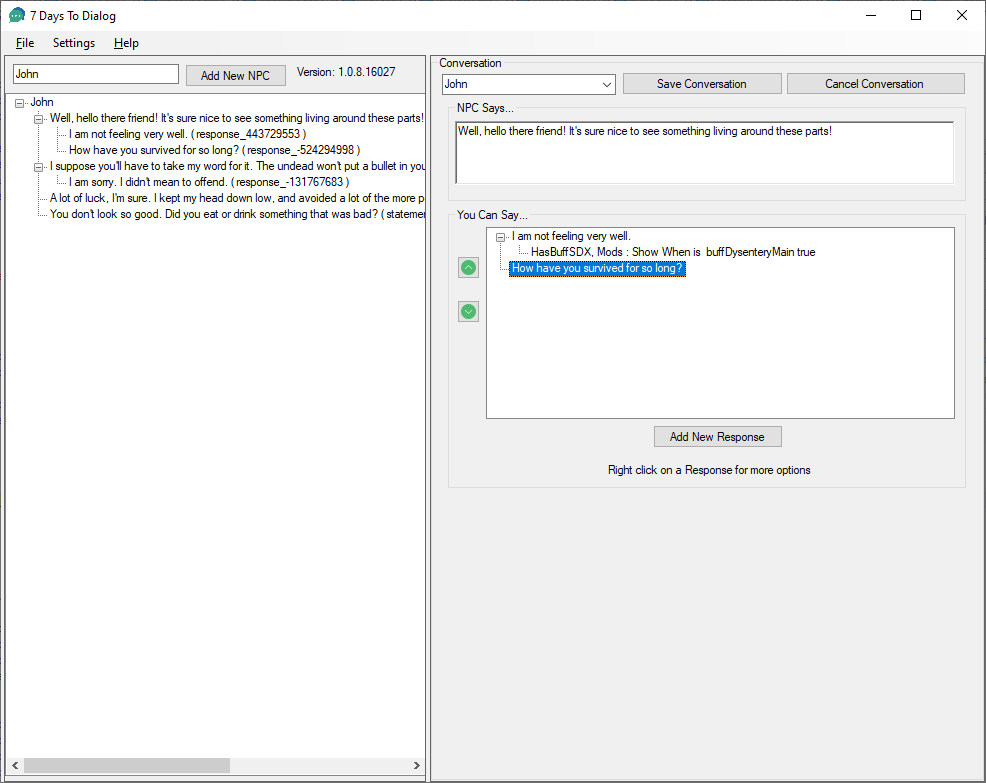 7 Days To Dialog
File Settings Help
John
Add New NPC
Version: 1.0.8.16027
John
Well, hello there friend! It's sure nice to see something living around these parts!
I am not feeling very well. ( response_443729553 )
How have you survived for so long? ( response_-524294998 )
I suppose you'll have to take my word for it. The undead won't put a bullet in you
I am sorry. I didn't mean to offend. ( response_-131767683 )
A lot of luck, I'm sure. I kept my head down low, and avoided a lot of the more p
You don't look so good. Did you eat or drink something that was bad? ( stateme
Conversation
John
Save Conversation
Cancel Conversation
NPC Says...
Well, hello there friend! It's sure nice to see something living around these parts!
You Can Say...
I am not feeling very well.
HasBuffSDX, Mods : Show When is buffDysenteryMain true
How have you survived for so long?
Add New Response
Right click on a Response for more options